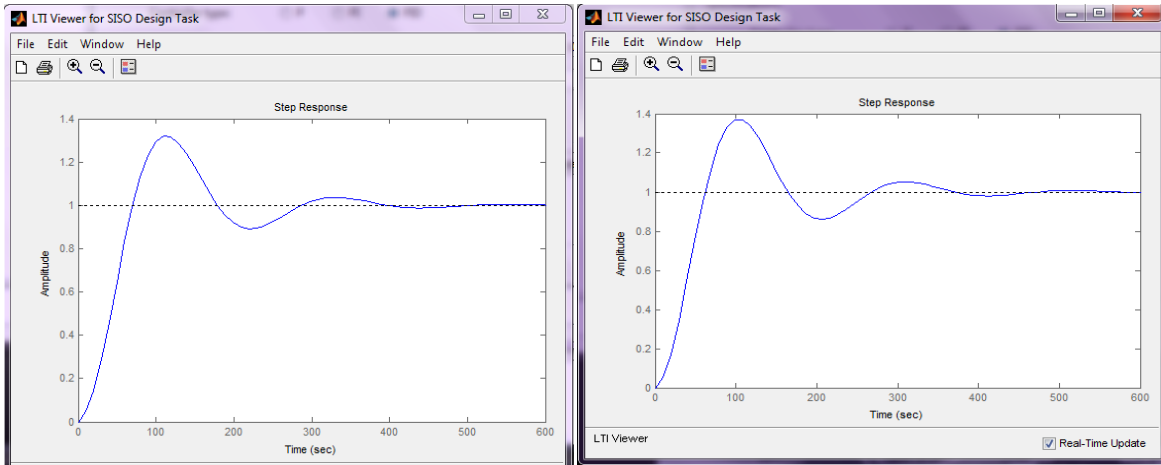 LTI Viewer for SISO Design Task
File Edit Window Help
Step Response
1.4
1.2
1
0.8
0.6
0.4
0.2
0
Amplitude
0 100 200 300 400 500 600
Time (sec)
LTI Viewer for SISO Design Task
File Edit Window Help
Step Response
1.4
1.2
1
0.8
0.6
0.4
0.2
0
Amplitude
0 100 200 300 400 500 600
Time (sec)
LTI Viewer
Real-Time Update